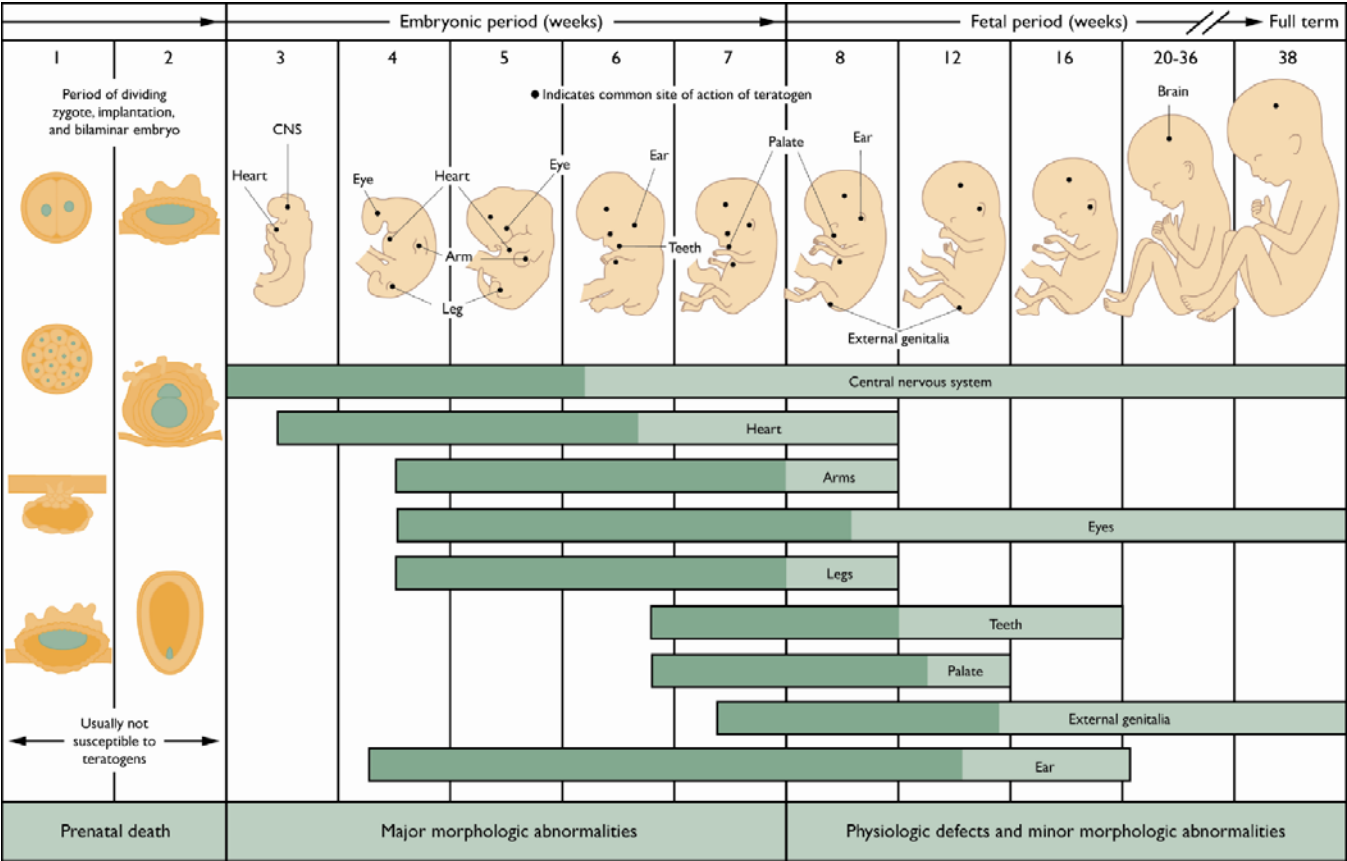 Embryonic period (weeks)
Fetal period (weeks)
Full term
1
2
3
4
5
6
7
8
12
16
20-36
38
Period of dividing
zygote, implantation,
and bilaminar embryo
Indicates common site of action of teratogen
CNS
Heart
Eye
Heart
Arm
Leg
Eye
Ear
Teeth
Palate
Ear
External genitalia
Brain
Central nervous system
Heart
Arms
Eyes
Legs
Teeth
Palate
External genitalia
Ear
Usually not
susceptible to
teratogens
Prenatal death
Major morphologic abnormalities
Physiologic defects and minor morphologic abnormalities